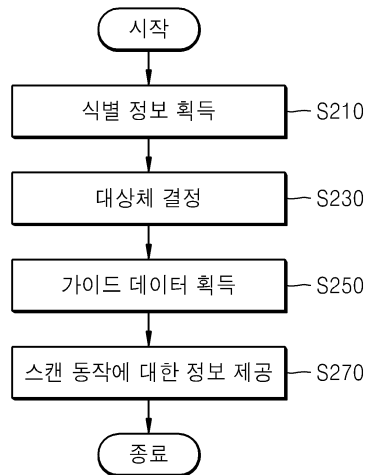 시작
식별 정보 획득 S210
대상체 결정 S230
가이드 데이터 획득 S250
스캔 동작에 대한 정보 제공 S270
종료